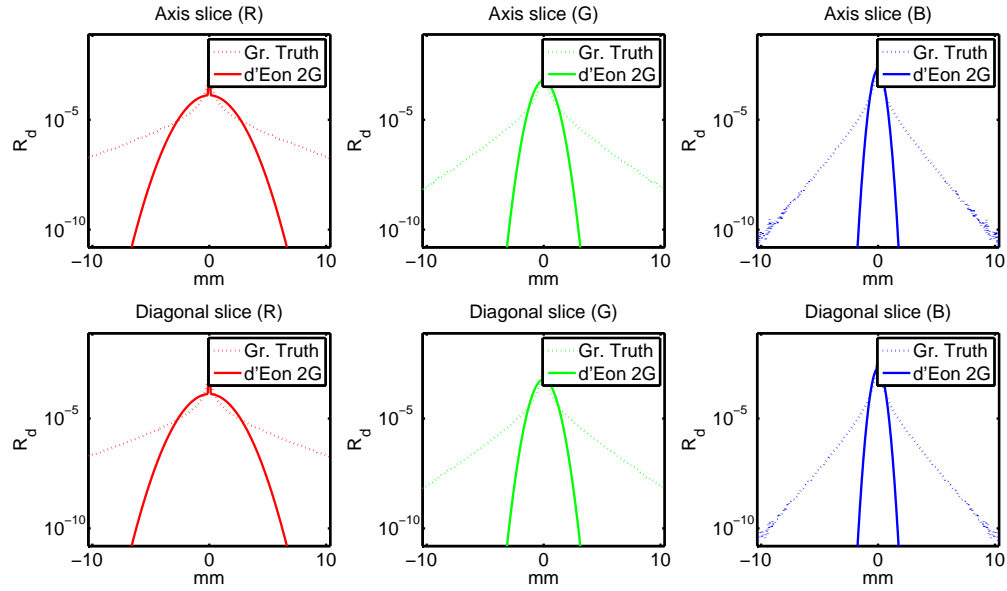 Axis slice (R)
Axis slice (G)
Axis slice (B)
Gr. Truth
d'Eon 2G
Gr. Truth
d'Eon 2G
Gr. Truth
d'Eon 2G
R_d
10^−5
10^−10
−10 0 10
mm
R_d
10^−5
10^−10
−10 0 10
mm
R_d
10^−5
10^−10
−10 0 10
mm
Diagonal slice (R)
Diagonal slice (G)
Diagonal slice (B)
Gr. Truth
d'Eon 2G
Gr. Truth
d'Eon 2G
Gr. Truth
d'Eon 2G
R_d
10^−5
10^−10
−10 0 10
mm
R_d
10^−5
10^−10
−10 0 10
mm
R_d
10^−5
10^−10
−10 0 10
mm